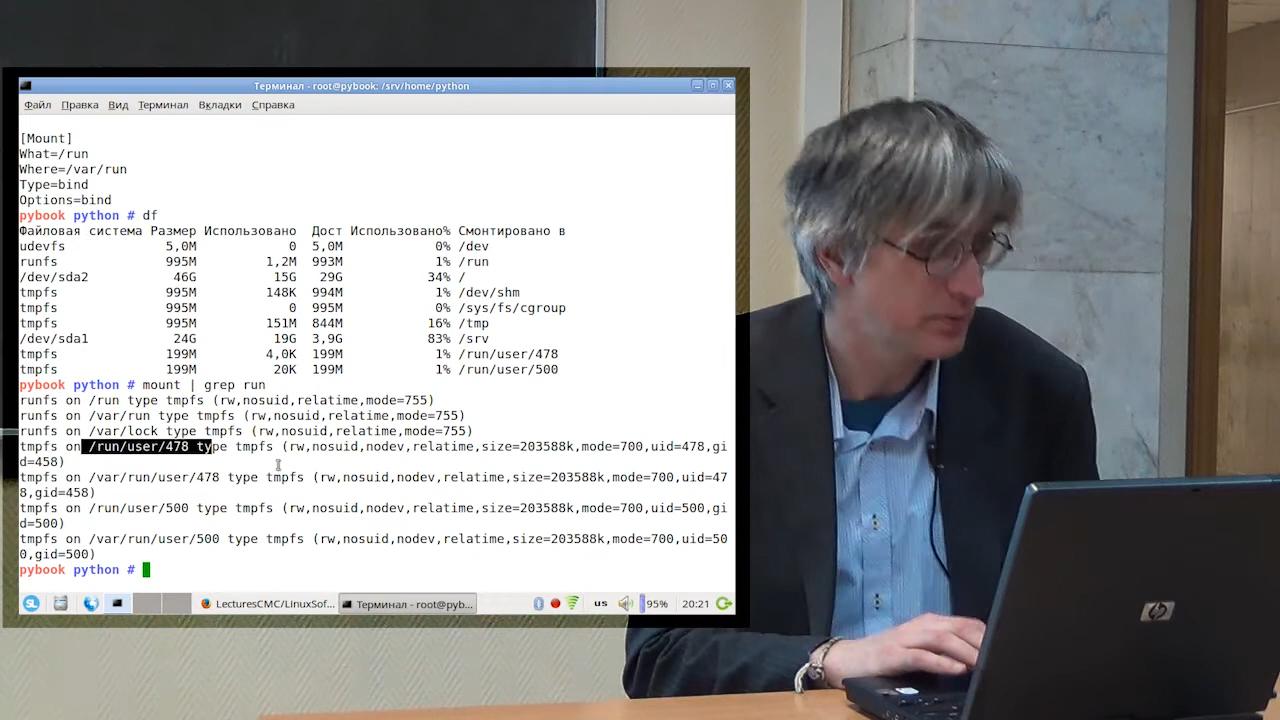 Терминал - root@pybook: /srv/home/python
Файл Правка Вид Терминал Вкладки Справка
[Mount]
What=/run
Where=/var/run
Type=bind
Options=bind
pybook python # df
Файловая система Размер Использовано Дост Использовано% Смонтировано в
udevfs 5,0M 0 5,0M 0% /dev
runfs 995M 1,2M 993M 1% /run
/dev/sda2 46G 15G 29G 34% /
tmpfs 995M 148K 994M 1% /dev/shm
tmpfs 995M 0 995M 0% /sys/fs/cgroup
tmpfs 995M 151M 844M 16% /tmp
/dev/sda1 24G 19G 3,9G 83% /srv
tmpfs 199M 4,0K 199M 1% /run/user/478
tmpfs 199M 20K 199M 1% /run/user/500
pybook python # mount | grep run
runfs on /run type tmpfs (rw,nosuid,relatime,mode=755)
runfs on /var/run type tmpfs (rw,nosuid,relatime,mode=755)
runfs on /var/lock type tmpfs (rw,nosuid,relatime,mode=755)
tmpfs on /run/user/478 type tmpfs (rw,nosuid,nodev,relatime,size=203588k,mode=700,uid=478,gi
d=458)
tmpfs on /var/run/user/478 type tmpfs (rw,nosuid,nodev,relatime,size=203588k,mode=700,uid=47
8,gid=458)
tmpfs on /run/user/500 type tmpfs (rw,nosuid,nodev,relatime,size=203588k,mode=700,uid=500,gi
d=500)
tmpfs on /var/run/user/500 type tmpfs (rw,nosuid,nodev,relatime,size=203588k,mode=700,uid=50
0,gid=500)
pybook python #
SL LecturesCMC/LinuxSof... Терминал - root@pyb... us 95% 20:21
hp